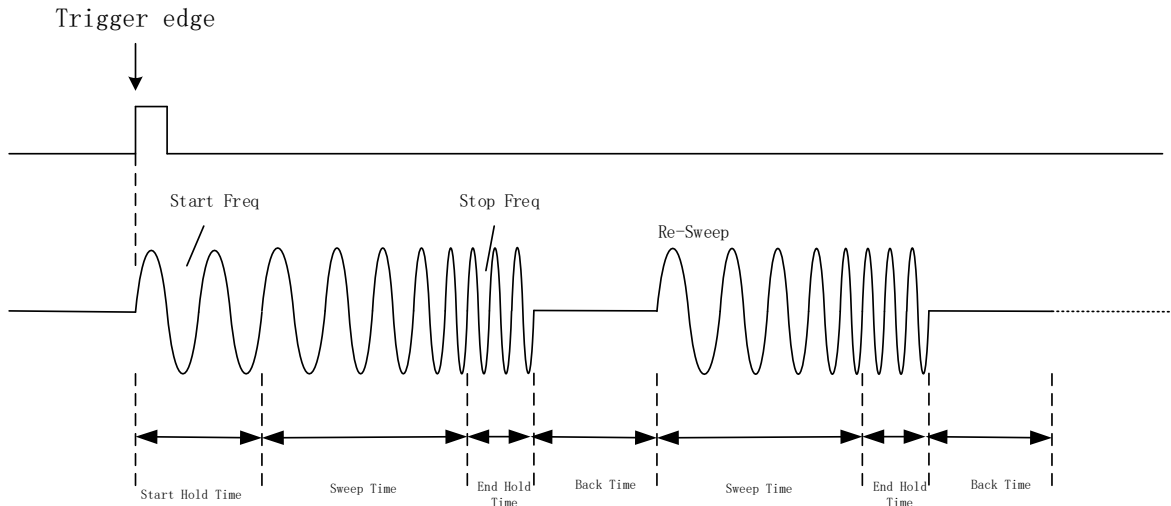 Trigger edge
Start Freq
Stop Freq
Re-Sweep
Start Hold Time
Sweep Time
End Hold
Time
Back Time
Sweep Time
End Hold
Time
Back Time